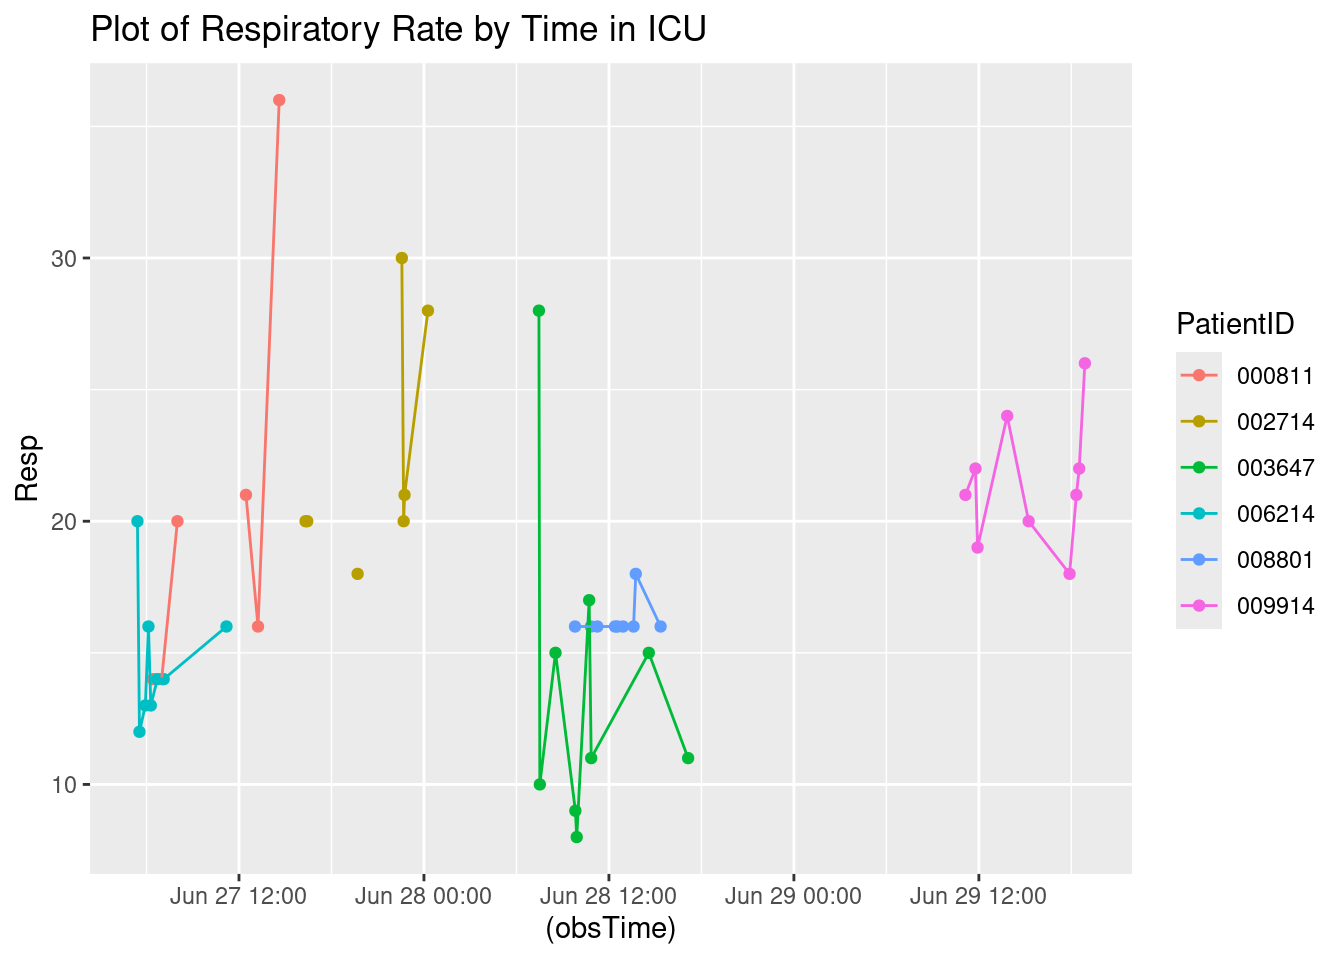 Plot of Respiratory Rate by Time in ICU
Resp
30
20
10
Jun 27 12:00 Jun 28 00:00 Jun 28 12:00 Jun 29 00:00 Jun 29 12:00
(obsTime)
PatientID
000811
002714
003647
006214
008801
009914